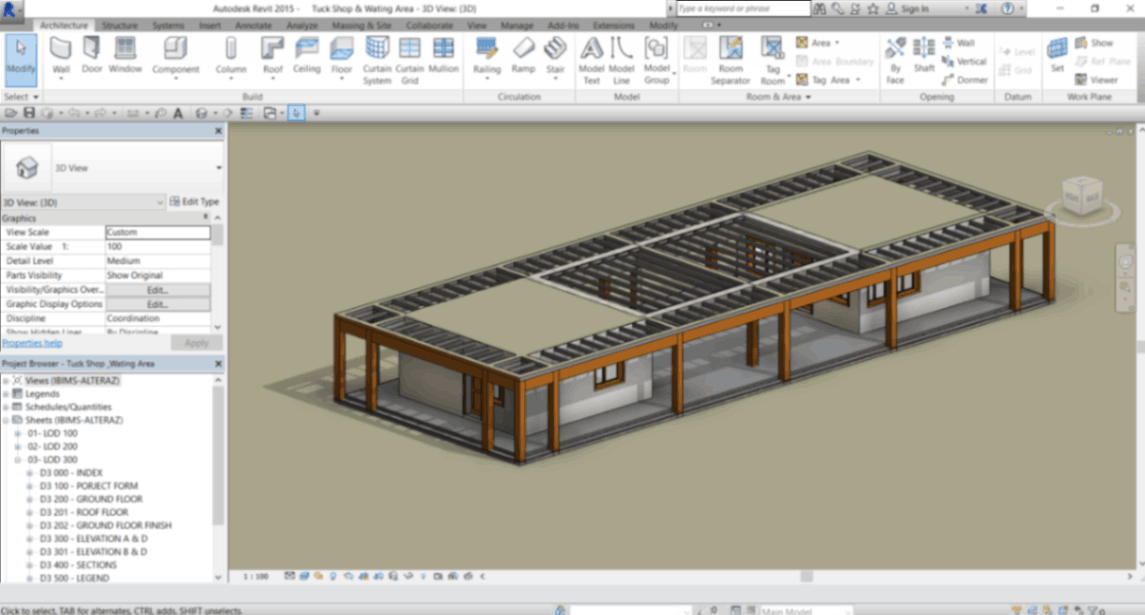 Autodesk Revit 2015 - Tuck Shop & Wating Area - 3D View: {3D}
Type a keyword or phrase
Sign In
Architecture Structure Systems Insert Annotate Analyze Massing & Site Collaborate View Manage Add-Ins Extensions Modify
Modify Wall Door Window Component Column Roof Ceiling Floor Curtain System Curtain Grid Mullion Railing Ramp Stair Model Text Model Line Model Group Room Room Separator Tag Room
Area
Area Boundary
Tag Area
By Face Shaft
Wall
Vertical
Dormer
Level
Grid
Set
Show
Ref Plane
Viewer
Select Build Circulation Model Room & Area Opening Datum Work Plane
Properties
3D View
3D View: {3D} Edit Type
Graphics
View Scale Custom
Scale Value 1: 100
Detail Level Medium
Parts Visibility Show Original
Visibility/Graphics Over... Edit...
Graphic Display Options Edit...
Discipline Coordination
Show Hidden Lines By Discipline
Properties help Apply
Project Browser - Tuck Shop _Wating Area
Views (IBIMS-ALTERAZ)
Legends
Schedules/Quantities
Sheets (IBIMS-ALTERAZ)
01- LOD 100
02- LOD 200
03- LOD 300
D3 000 - INDEX
D3 100 - PORJECT FORM
D3 200 - GROUND FLOOR
D3 201 - ROOF FLOOR
D3 202 - GROUND FLOOR FINISH
D3 300 - ELEVATION A & D
D3 301 - ELEVATION B & D
D3 400 - SECTIONS
D3 500 - LEGEND
1 : 100
Click to select, TAB for alternates, CTRL adds, SHIFT unselects.
Main Model